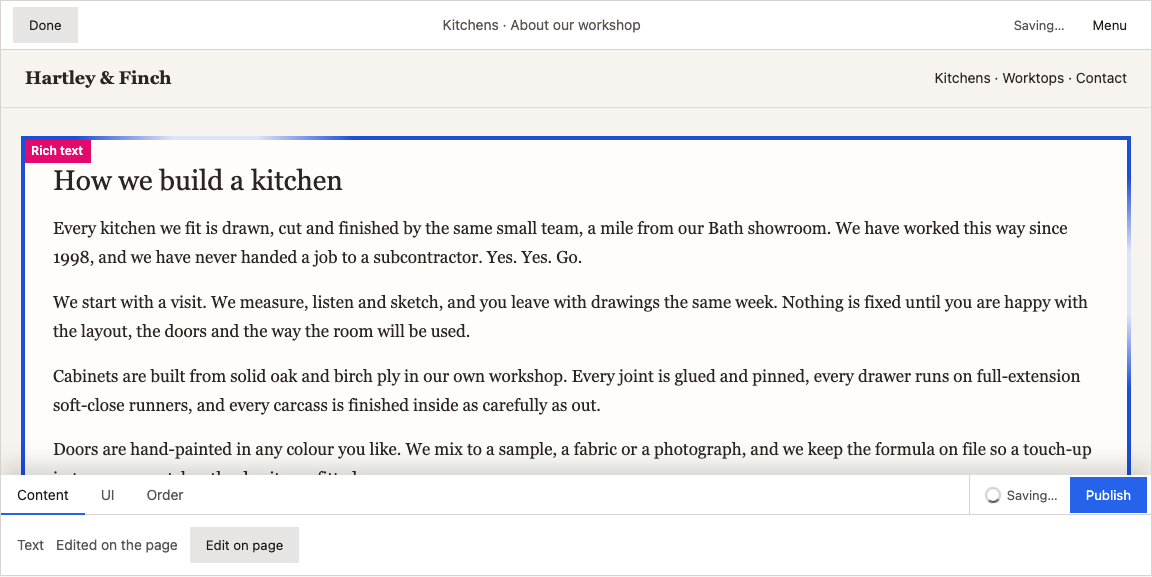 Done
Kitchens · About our workshop
Saving...
Menu
Hartley & Finch
Kitchens · Worktops · Contact
Rich text
How we build a kitchen
Every kitchen we fit is drawn, cut and finished by the same small team, a mile from our Bath showroom. We have worked this way since
1998, and we have never handed a job to a subcontractor. Yes. Yes. Go.
We start with a visit. We measure, listen and sketch, and you leave with drawings the same week. Nothing is fixed until you are happy with
the layout, the doors and the way the room will be used.
Cabinets are built from solid oak and birch ply in our own workshop. Every joint is glued and pinned, every drawer runs on full-extension
soft-close runners, and every carcass is finished inside as carefully as out.
Doors are hand-painted in any colour you like. We mix to a sample, a fabric or a photograph, and we keep the formula on file so a touch-up
Content
UI
Order
Saving...
Publish
Text
Edited on the page
Edit on page